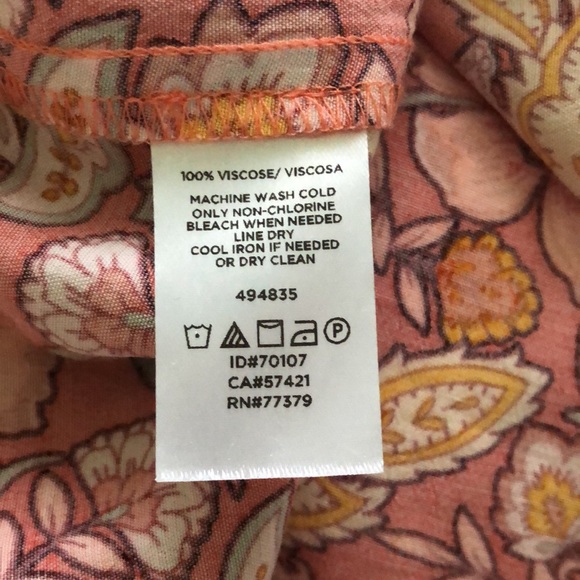 100% VISCOSE/ VISCOSA
MACHINE WASH COLD
ONLY NON-CHLORINE
BLEACH WHEN NEEDED
LINE DRY
COOL IRON IF NEEDED
OR DRY CLEAN
494835
P
ID#70107
CA#57421
RN#77379